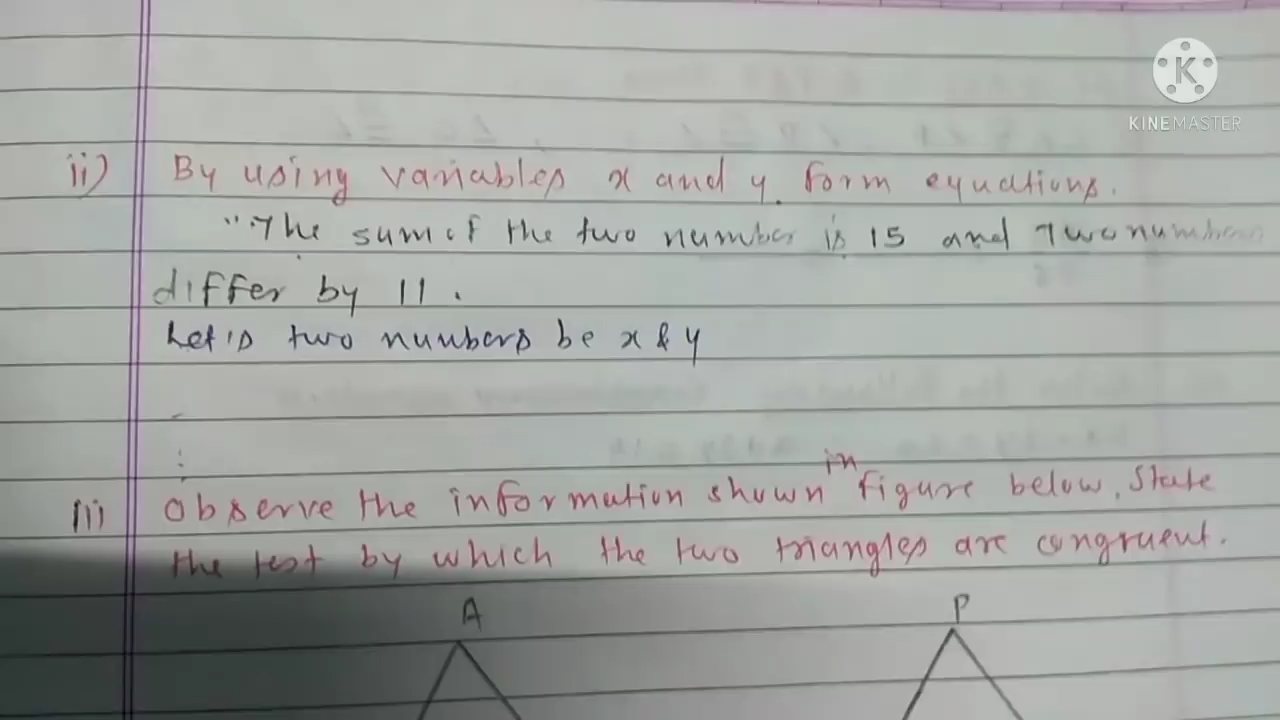 KINEMASTER
ii) By using variables x and y form equations.
"The sum of the two number is 15 and Two numbers
differ by 11.
Let's two numbers be x & y
iii Observe the information shown in figure below. State
the test by which the two triangles are congruent.
A P